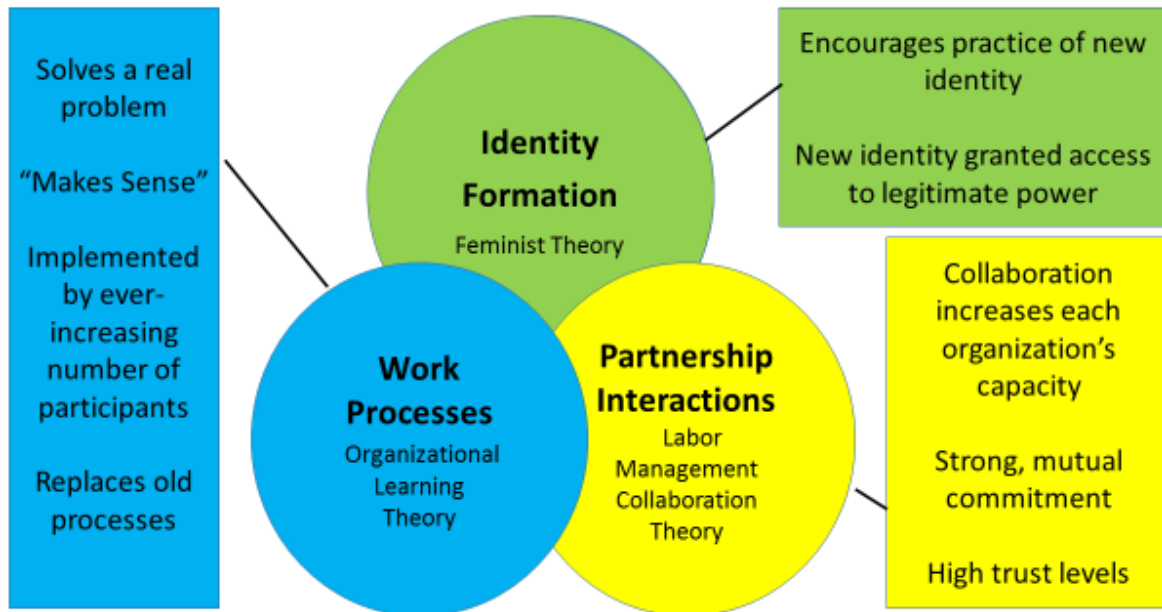 Solves a real
problem
“Makes Sense”
Implemented
by ever-
increasing
number of
participants
Replaces old
processes
Identity
Formation
Feminist Theory
Work
Processes
Organizational
Learning
Theory
Partnership
Interactions
Labor
Management
Collaboration
Theory
Encourages practice of new
identity
New identity granted access
to legitimate power
Collaboration
increases each
organization’s
capacity
Strong, mutual
commitment
High trust levels